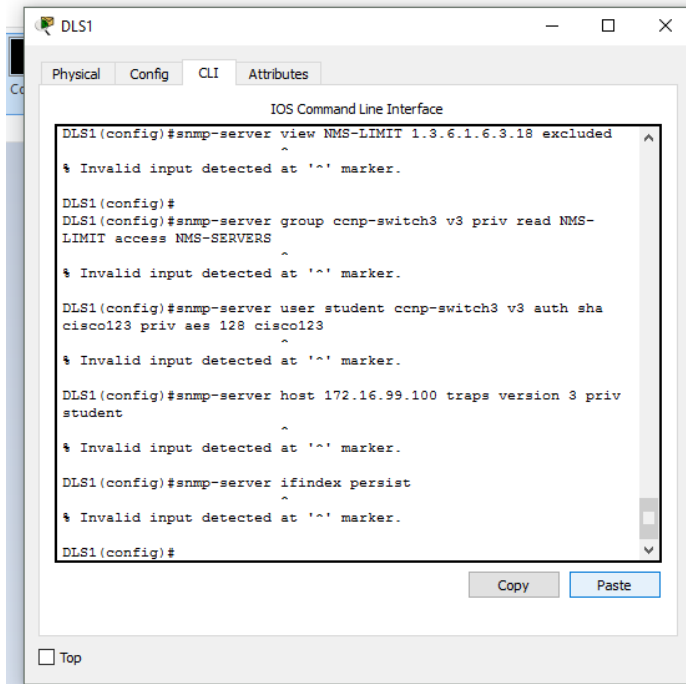 DLS1
Physical Config CLI Attributes
IOS Command Line Interface
DLS1(config)#snmp-server view NMS-LIMIT 1.3.6.1.6.3.18 excluded
^
% Invalid input detected at '^' marker.
DLS1(config)#
DLS1(config)#snmp-server group ccnp-switch3 v3 priv read NMS-
LIMIT access NMS-SERVERS
^
% Invalid input detected at '^' marker.
DLS1(config)#snmp-server user student ccnp-switch3 v3 auth sha
cisco123 priv aes 128 cisco123
^
% Invalid input detected at '^' marker.
DLS1(config)#snmp-server host 172.16.99.100 traps version 3 priv
student
^
% Invalid input detected at '^' marker.
DLS1(config)#snmp-server ifindex persist
^
% Invalid input detected at '^' marker.
DLS1(config)#
Copy Paste
Top